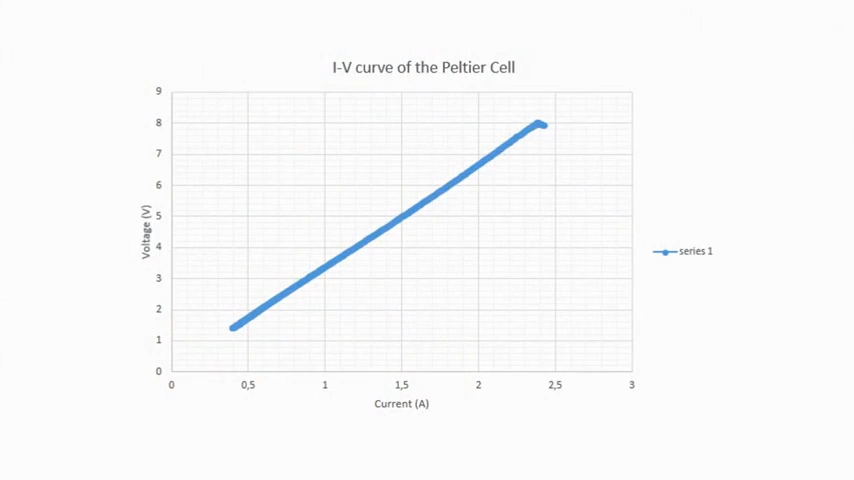 I-V curve of the Peltier Cell
9
8
7
6
5
4
3
2
1
0
Voltage (V)
0 0,5 1 1,5 2 2,5 3
Current (A)
series 1